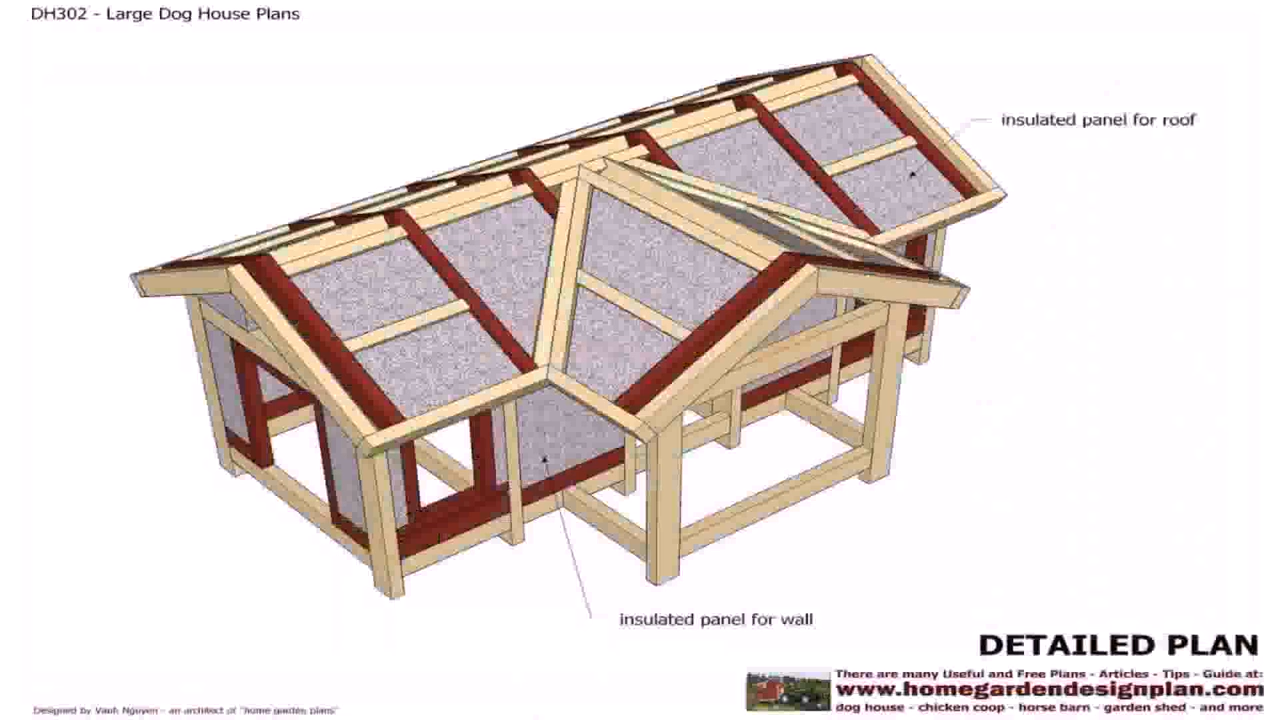 DH302 - Large Dog House Plans
insulated panel for roof
insulated panel for wall
DETAILED PLAN
There are many Useful and Free Plans - Articles - Tips - Guide at:
www.homegardendesignplan.com
dog house - chicken coop - horse barn - garden shed - and more
Designed by Vanh Nguyen - an architect of "home garden plans"